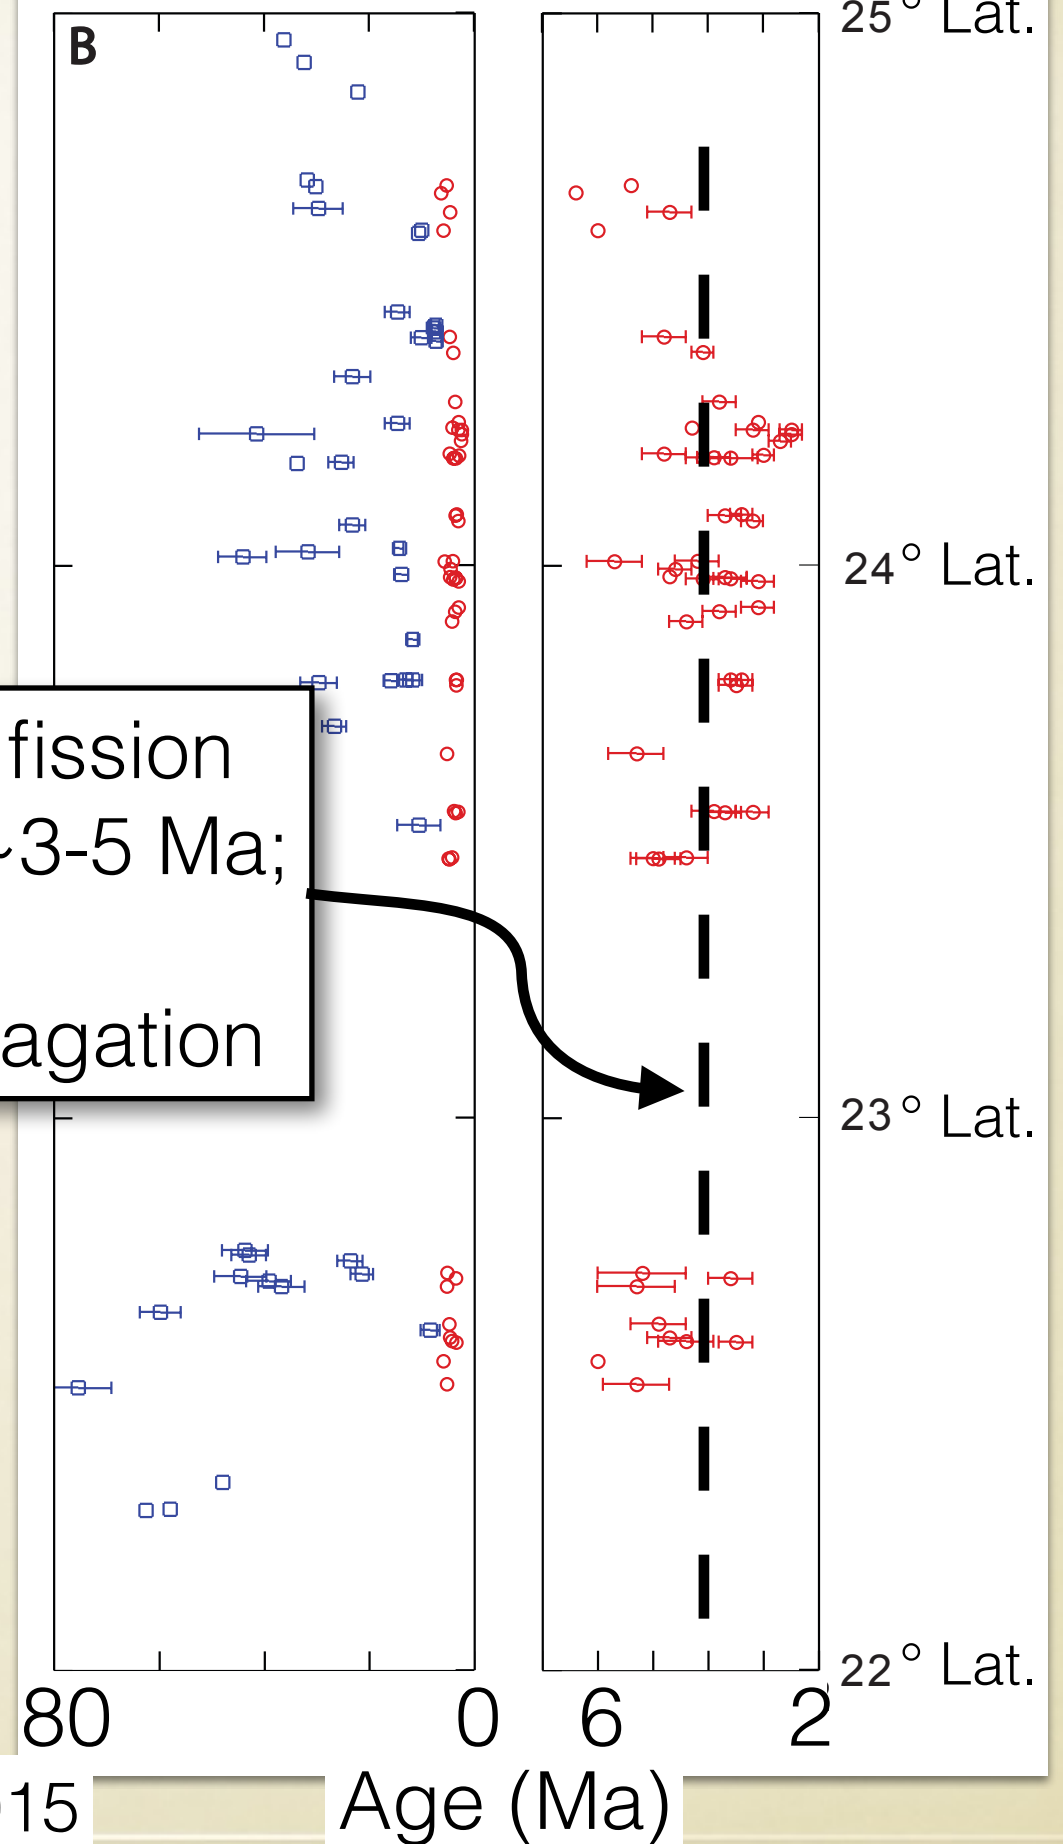 B
25° Lat.
24° Lat.
fission
~3-5 Ma;
agation
23° Lat.
22° Lat.
80 0 6 2
15
Age (Ma)